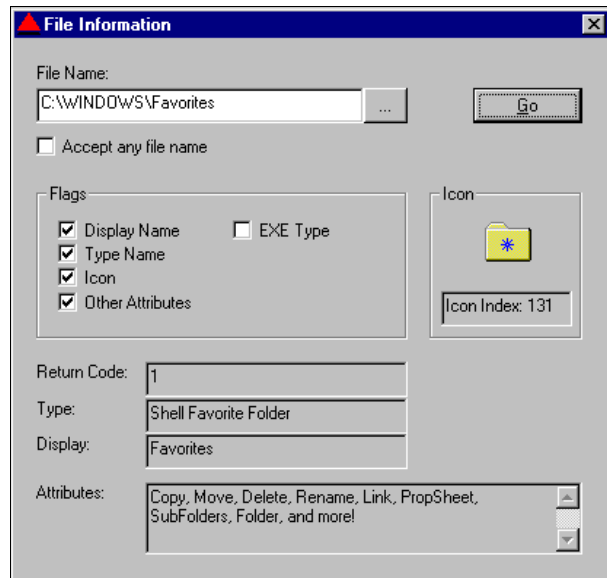 File Information
File Name:
C:\WINDOWS\Favorites
...
Go
Accept any file name
Flags
Display Name
EXE Type
Type Name
Icon
Other Attributes
Icon
Icon Index: 131
Return Code:
1
Type:
Shell Favorite Folder
Display:
Favorites
Attributes:
Copy, Move, Delete, Rename, Link, PropSheet,
SubFolders, Folder, and more!